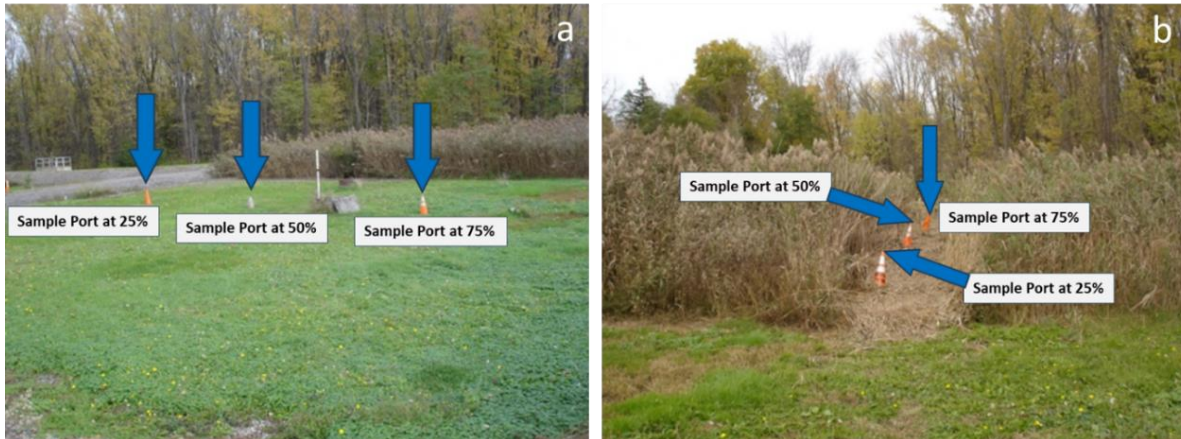 a
Sample Port at 25%
Sample Port at 50%
Sample Port at 75%
b
Sample Port at 50%
Sample Port at 75%
Sample Port at 25%